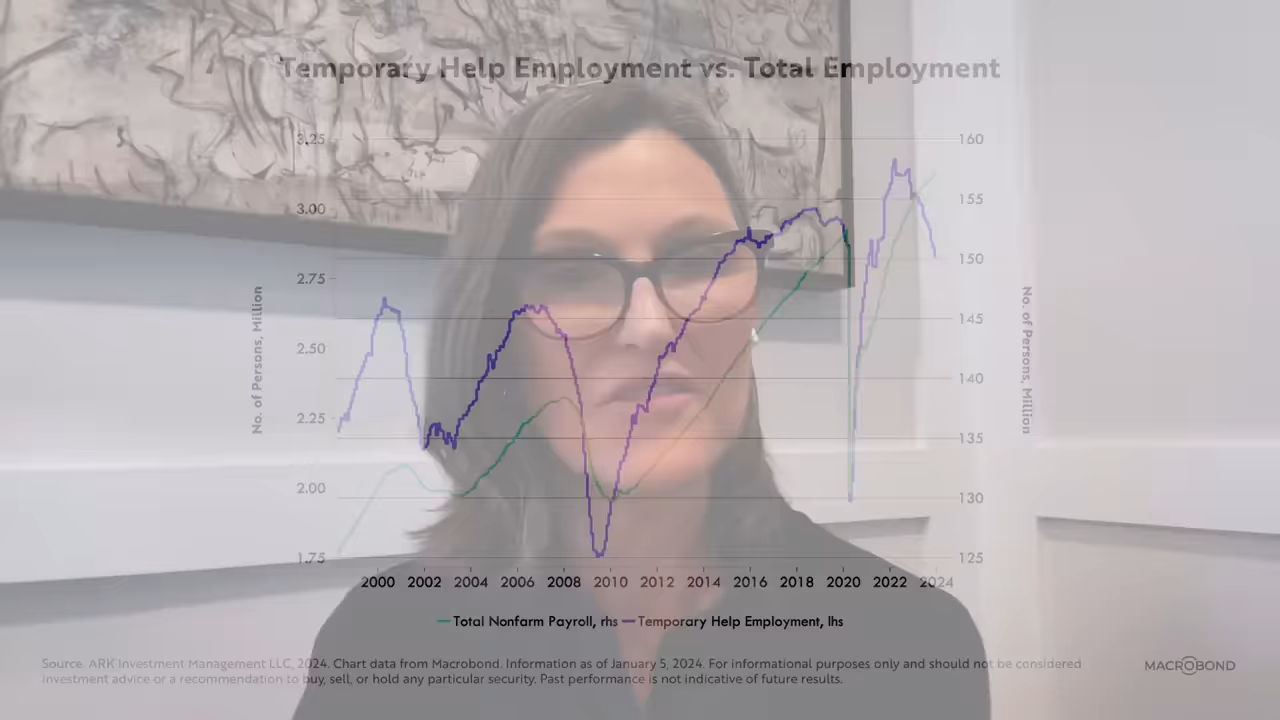 Temporary Help Employment vs. Total Employment
3.25
3.00
2.75
2.50
2.25
2.00
1.75
No. of Persons, Million
160
155
150
145
140
135
130
125
No. of Persons, Million
2000 2002 2004 2006 2008 2010 2012 2014 2016 2018 2020 2022 2024
Total Nonfarm Payroll, rhs Temporary Help Employment, lhs
Source. ARK Investment Management LLC, 2024. Chart data from Macrobond. Information as of January 5, 2024. For informational purposes only and should not be considered
investment advice or a recommendation to buy, sell, or hold any particular security. Past performance is not indicative of future results.
MACROBOND